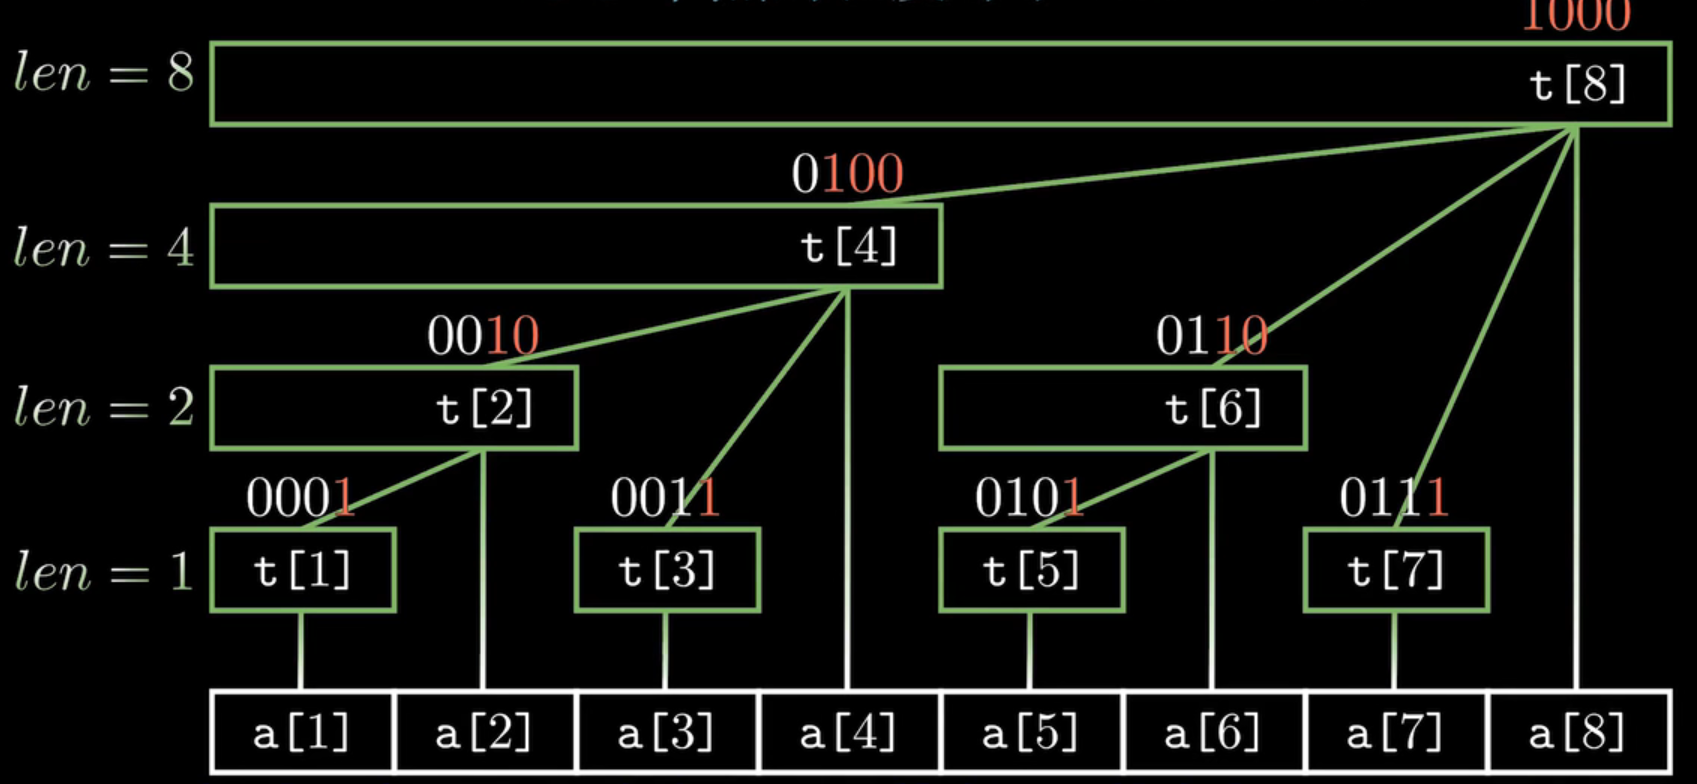 1000
len = 8
t[8]
0100
len = 4
t[4]
0010 0110
len = 2
t[2] t[6]
0001 0011 0101 0111
len = 1
t[1] t[3] t[5] t[7]
a[1] a[2] a[3] a[4] a[5] a[6] a[7] a[8]